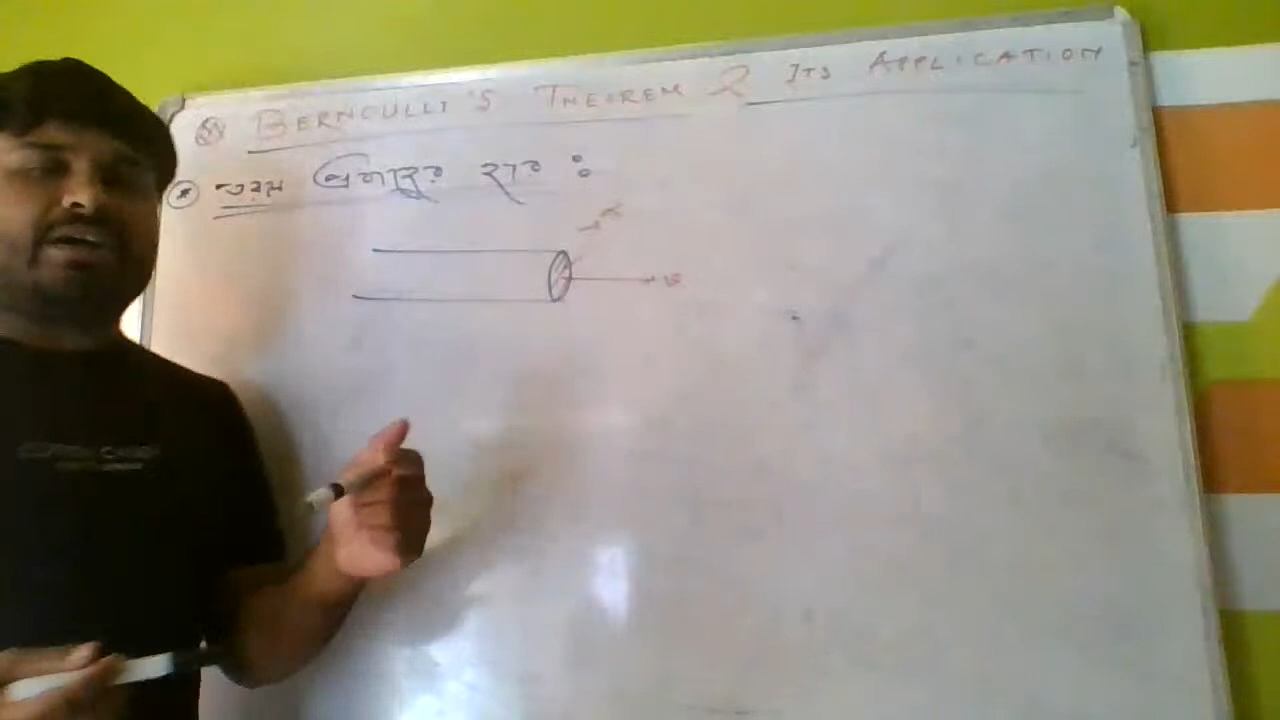 BERNOULLI'S THEOREM & ITS APPLICATION
তরল প্রবাহের হার :
α
v